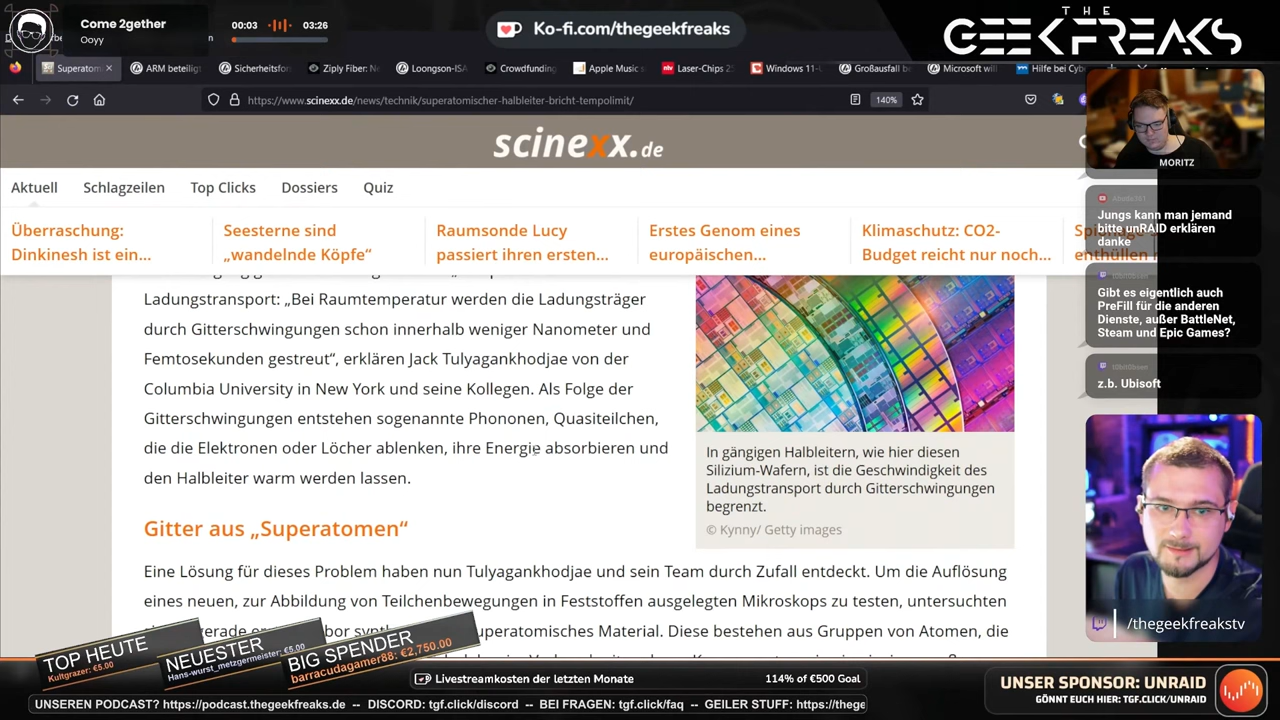 Come 2gether
Ooyy
00:03
03:26
Ko-fi.com/thegeekfreaks
THE
GEEKFREAKS
Superatom
ARM beteiligt
Sicherheitsfor
Ziply Fiber: Ne
Loongson-ISA
Crowdfunding
Apple Music
Laser-Chips 25
Windows 11-
Großausfall be
Microsoft will
Hilfe bei Cybe
https://www.scinexx.de/news/technik/superatomischer-halbleiter-bricht-tempolimit/
140%
scinexx.de
MORITZ
Aktuell
Schlagzeilen
Top Clicks
Dossiers
Quiz
Überraschung:
Dinkinesh ist ein...
Seesterne sind
„wandelnde Köpfe“
Raumsonde Lucy
passiert ihren ersten...
Erstes Genom eines
europäischen...
Klimaschutz: CO2-
Budget reicht nur noch...
Jungs kann man jemand
bitte unRAID erklären
danke
Gibt es eigentlich auch
PreFill für die anderen
Dienste, außer BattleNet,
Steam und Epic Games?
z.b. Ubisoft
Ladungstransport: „Bei Raumtemperatur werden die Ladungsträger
durch Gitterschwingungen schon innerhalb weniger Nanometer und
Femtosekunden gestreut“, erklären Jack Tulyagankhodjae von der
Columbia University in New York und seine Kollegen. Als Folge der
Gitterschwingungen entstehen sogenannte Phononen, Quasiteilchen,
die die Elektronen oder Löcher ablenken, ihre Energie absorbieren und
den Halbleiter warm werden lassen.
In gängigen Halbleitern, wie hier diesen
Silizium-Wafern, ist die Geschwindigkeit des
Ladungstransport durch Gitterschwingungen
begrenzt.
© Kynny/ Getty images
Gitter aus „Superatomen“
Eine Lösung für dieses Problem haben nun Tulyagankhodjae und sein Team durch Zufall entdeckt. Um die Auflösung
eines neuen, zur Abbildung von Teilchenbewegungen in Feststoffen ausgelegten Mikroskops zu testen, untersuchten
superatomisches Material. Diese bestehen aus Gruppen von Atomen, die
/thegeekfreakstv
TOP HEUTE
Kultgrazer: €5.00
NEUESTER
Hans-wurst_metzgermeister: €5.00
BIG SPENDER
barracudagamer88: €2,750.00
Livestreamkosten der letzten Monate
114% of €500 Goal
UNSER SPONSOR: UNRAID
GÖNNT EUCH HIER: TGF.CLICK/UNRAID
UNSEREN PODCAST? https://podcast.thegeekfreaks.de -- DISCORD: tgf.click/discord -- BEI FRAGEN: tgf.click/faq -- GEILER STUFF: https://thege